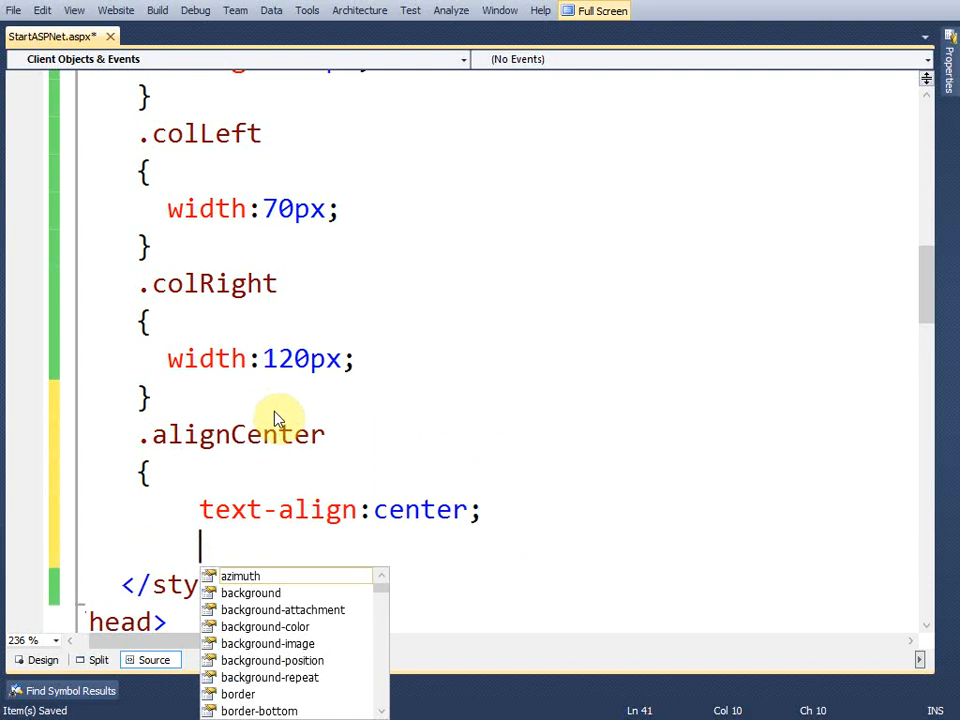 File Edit View Website Build Debug Team Data Tools Architecture Test Analyze Window Help Full Screen
StartASPNet.aspx*
Client Objects & Events (No Events)
Properties
}
.colLeft
{
width:70px;
}
.colRight
{
width:120px;
}
.alignCenter
{
text-align:center;
</sty
head>
azimuth
background
background-attachment
background-color
background-image
background-position
background-repeat
border
border-bottom
236 %
Design Split Source
Find Symbol Results
Item(s) Saved Ln 41 Col 10 Ch 10 INS